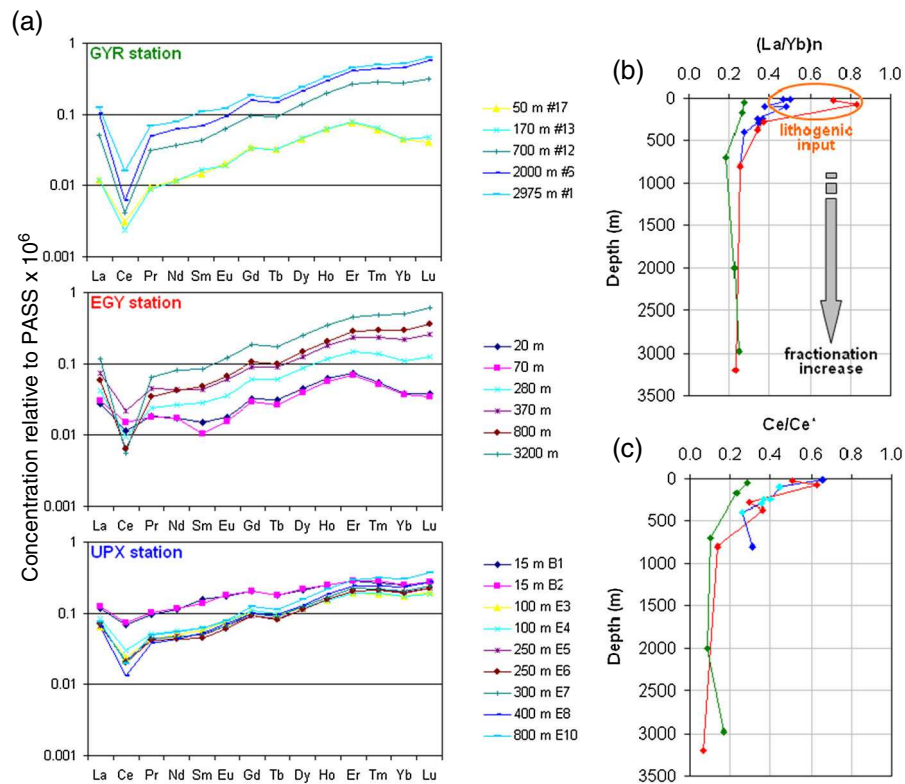 (a)
GYR station
1
0.1
0.01
0.001
La Ce Pr Nd Sm Eu Gd Tb Dy Ho Er Tm Yb Lu
50 m #17
170 m #13
700 m #12
2000 m #6
2975 m #1
Concentration relative to PASS x 10⁶
EGY station
1
0.1
0.01
0.001
La Ce Pr Nd Sm Eu Gd Tb Dy Ho Er Tm Yb Lu
20 m
70 m
280 m
370 m
800 m
3200 m
UPX station
1
0.1
0.01
0.001
La Ce Pr Nd Sm Eu Gd Tb Dy Ho Er Tm Yb Lu
15 m B1
15 m B2
100 m E3
100 m E4
250 m E5
250 m E6
300 m E7
400 m E8
800 m E10
(b)
(La/Yb)n
0.0 0.2 0.4 0.6 0.8 1.0
0
500
1000
1500
2000
2500
3000
3500
Depth (m)
lithogenic
input
fractionation
increase
(c)
Ce/Ce*
0.0 0.2 0.4 0.6 0.8 1.0
0
500
1000
1500
2000
2500
3000
3500
Depth (m)